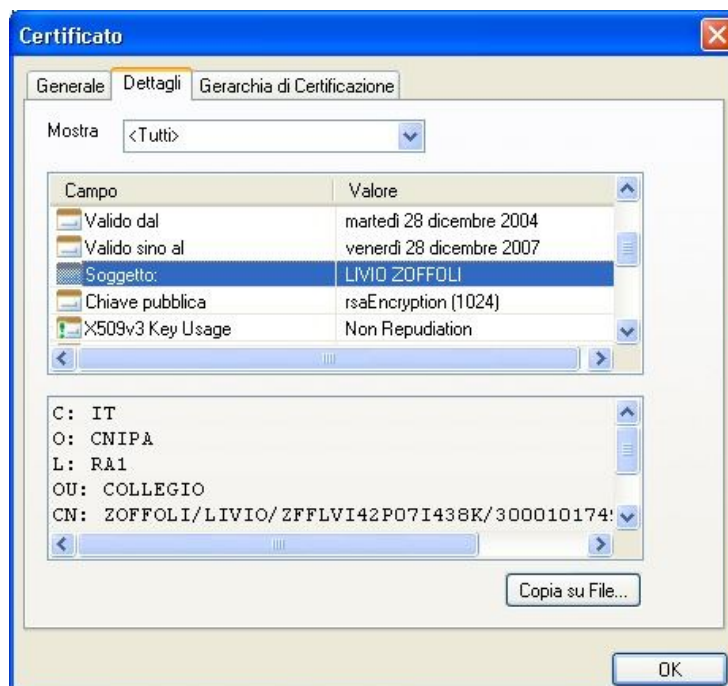 Certificato
Generale Dettagli Gerarchia di Certificazione
Mostra <Tutti>
Campo Valore
Valido dal martedì 28 dicembre 2004
Valido sino al venerdì 28 dicembre 2007
Soggetto: LIVIO ZOFFOLI
Chiave pubblica rsaEncryption (1024)
X509v3 Key Usage Non Repudiation
C: IT
O: CNIPA
L: RA1
OU: COLLEGIO
CN: ZOFFOLI/LIVIO/ZFFLVI42P07I438K/300010174
Copia su File...
OK